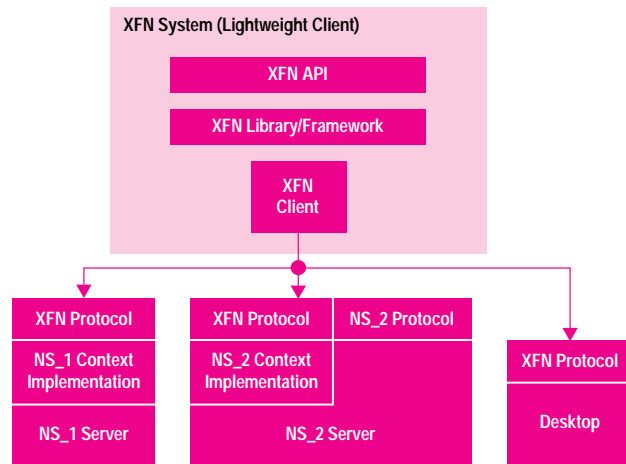 XFN System (Lightweight Client)
XFN API
XFN Library/Framework
XFN
Client
XFN Protocol
NS_1 Context
Implementation
NS_1 Server
XFN Protocol
NS_2 Protocol
NS_2 Context
Implementation
NS_2 Server
XFN Protocol
Desktop